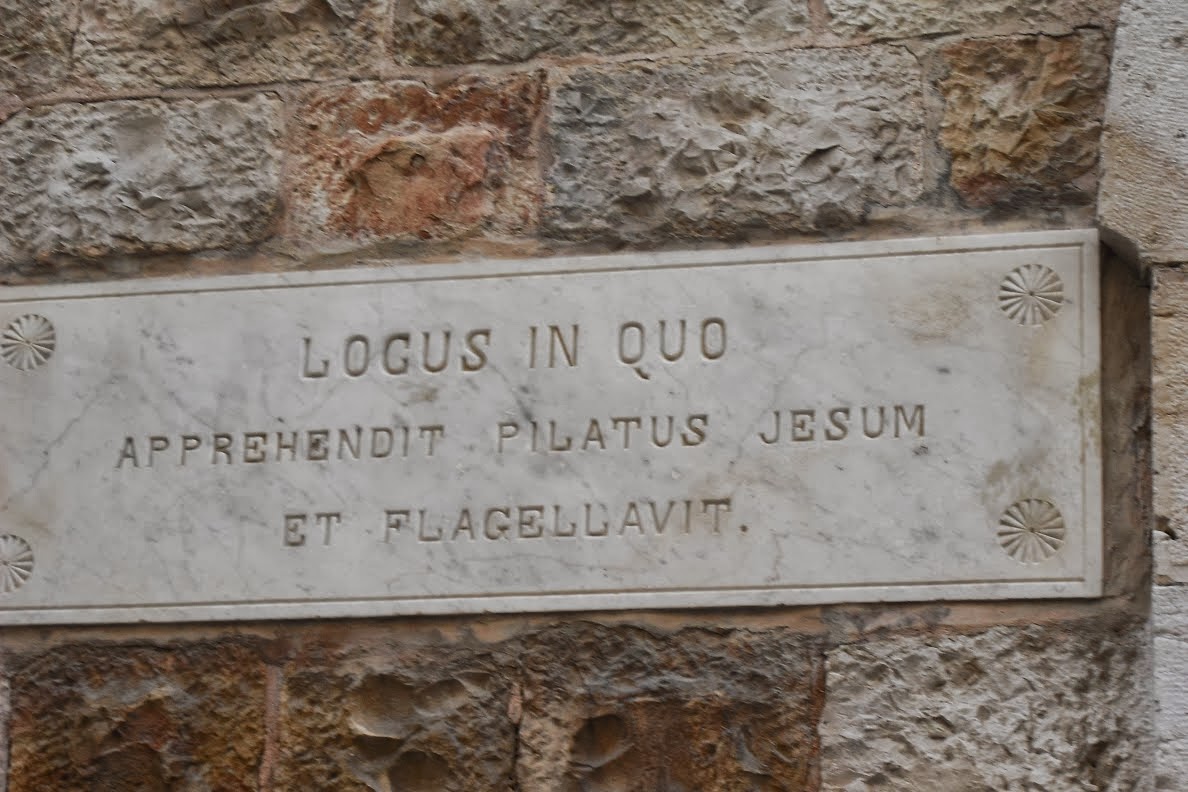 LOCUS IN QUO
APPREHENDIT PILATUS JESUM
ET FLAGELLAVIT.